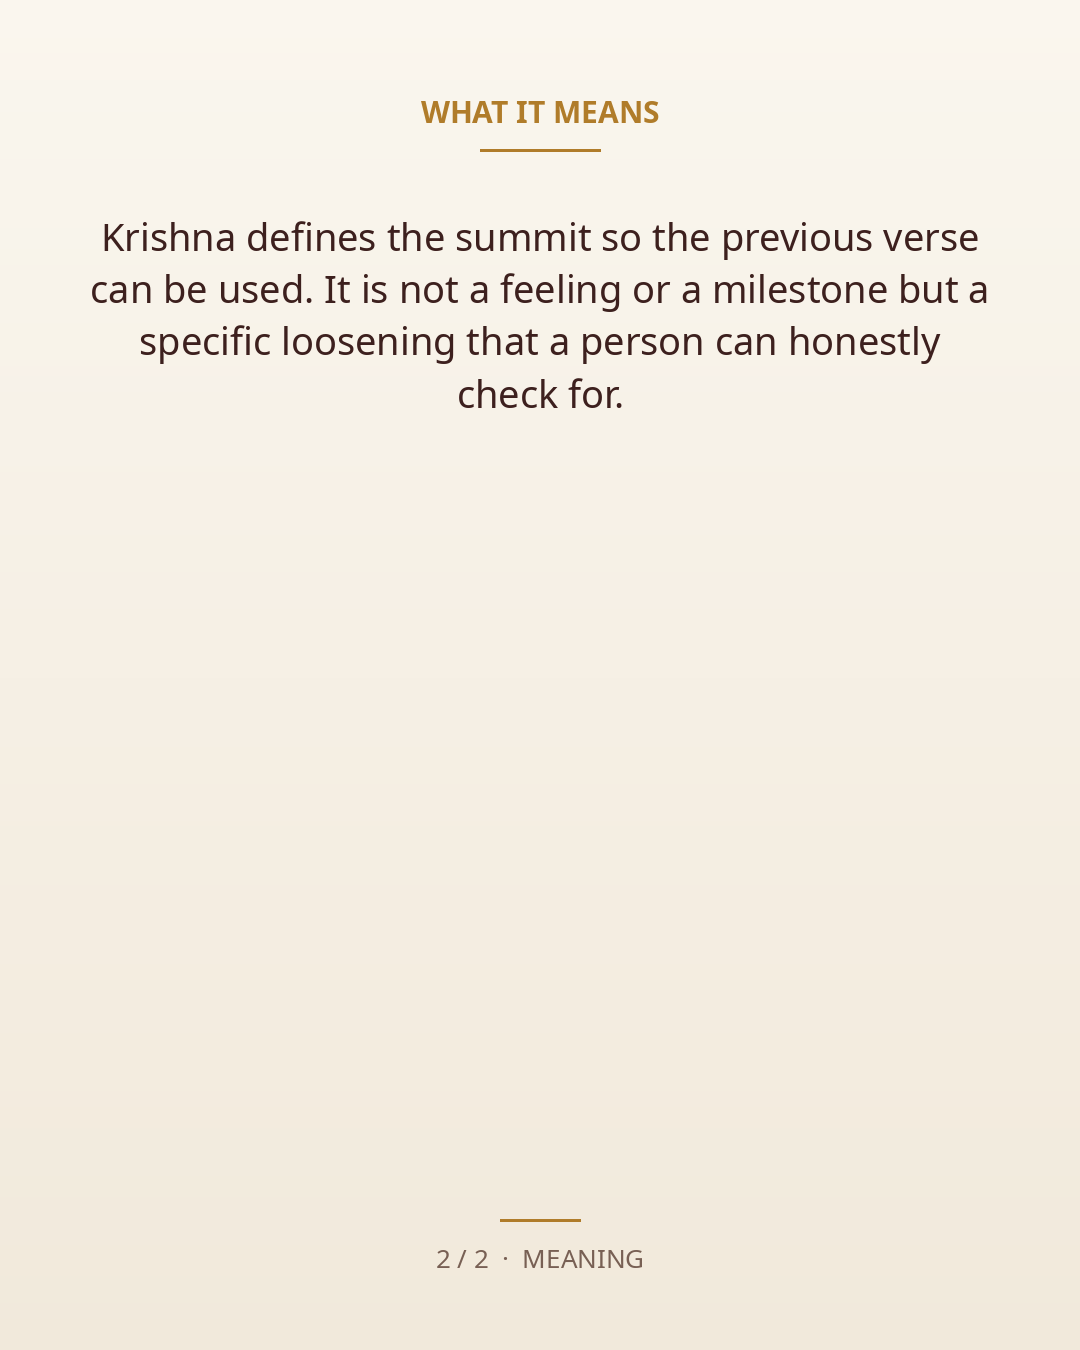 WHAT IT MEANS
Krishna defines the summit so the previous verse
can be used. It is not a feeling or a milestone but a
specific loosening that a person can honestly
check for.
2 / 2 · MEANING